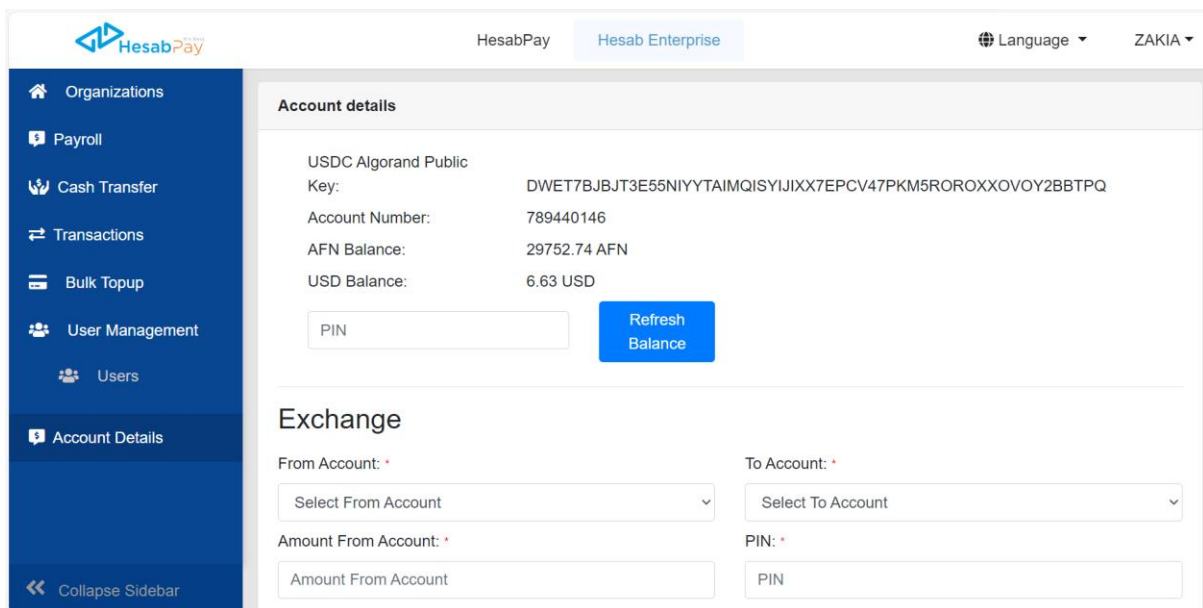 HesabPay
HesabPay
Hesab Enterprise
Language
ZAKIA
Organizations
Payroll
Cash Transfer
Transactions
Bulk Topup
User Management
Users
Account Details
Collapse Sidebar
Account details
USDC Algorand Public
Key: DWET7BJBJT3E55NIYYTAIMQISYIJIXX7EPCV47PKM5ROROXXOVOY2BBTPQ
Account Number: 789440146
AFN Balance: 29752.74 AFN
USD Balance: 6.63 USD
PIN
Refresh
Balance
Exchange
From Account: *
Select From Account
To Account: *
Select To Account
Amount From Account: *
Amount From Account
PIN: *
PIN